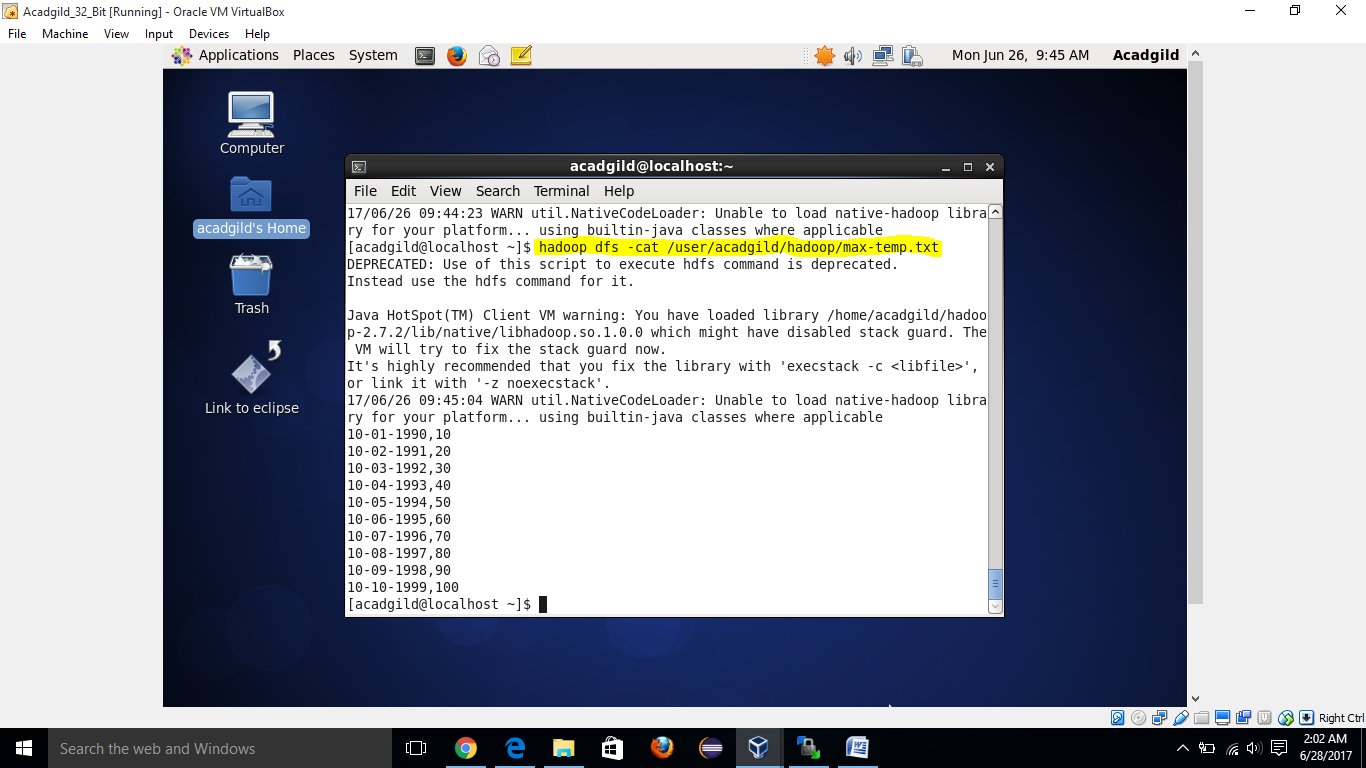 Acadgild_32_Bit [Running] - Oracle VM VirtualBox
File Machine View Input Devices Help
Applications Places System Mon Jun 26, 9:45 AM Acadgild
Computer
acadgild's Home
Trash
Link to eclipse
acadgild@localhost:~
File Edit View Search Terminal Help
17/06/26 09:44:23 WARN util.NativeCodeLoader: Unable to load native-hadoop libra
ry for your platform... using builtin-java classes where applicable
[acadgild@localhost ~]$ hadoop dfs -cat /user/acadgild/hadoop/max-temp.txt
DEPRECATED: Use of this script to execute hdfs command is deprecated.
Instead use the hdfs command for it.
Java HotSpot(TM) Client VM warning: You have loaded library /home/acadgild/hadoo
p-2.7.2/lib/native/libhadoop.so.1.0.0 which might have disabled stack guard. The
 VM will try to fix the stack guard now.
It's highly recommended that you fix the library with 'execstack -c <libfile>',
or link it with '-z noexecstack'.
17/06/26 09:45:04 WARN util.NativeCodeLoader: Unable to load native-hadoop libra
ry for your platform... using builtin-java classes where applicable
10-01-1990,10
10-02-1991,20
10-03-1992,30
10-04-1993,40
10-05-1994,50
10-06-1995,60
10-07-1996,70
10-08-1997,80
10-09-1998,90
10-10-1999,100
[acadgild@localhost ~]$
Right Ctrl
Search the web and Windows
2:02 AM
6/28/2017